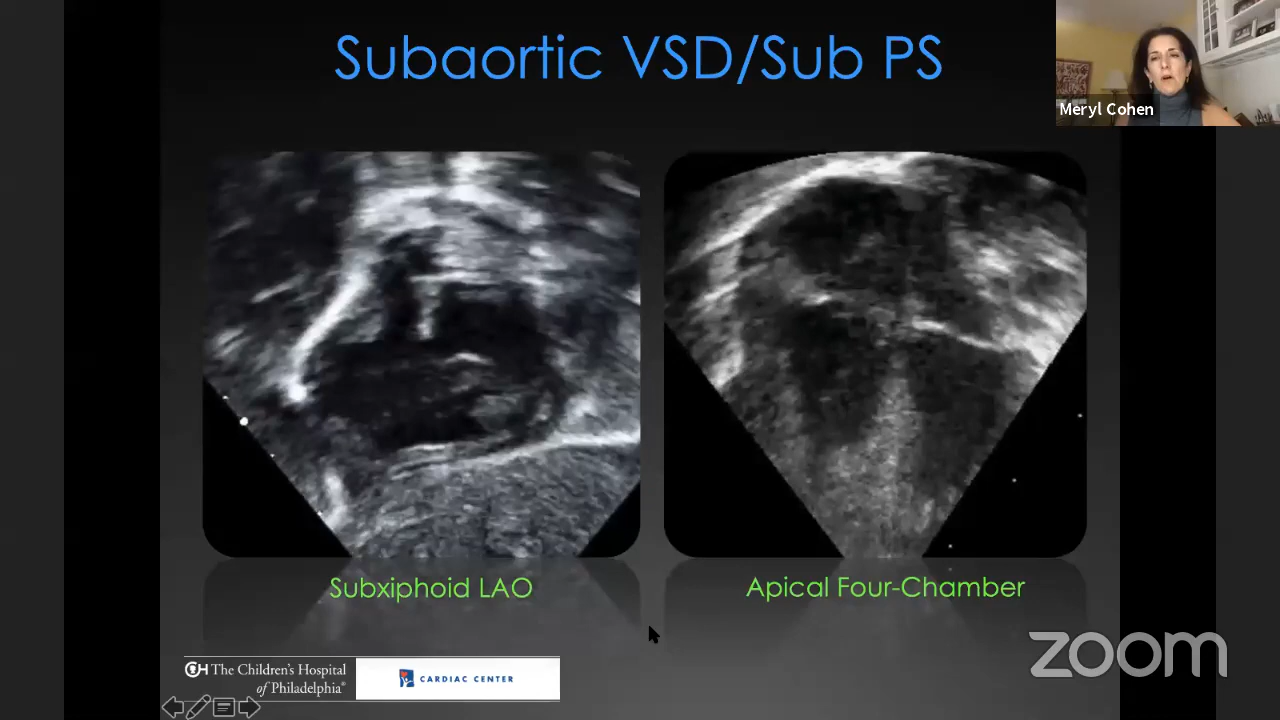 Subaortic VSD/Sub PS
Meryl Cohen
Subxiphoid LAO
Apical Four-Chamber
The Children's Hospital
of Philadelphia®
CARDIAC CENTER
zoom